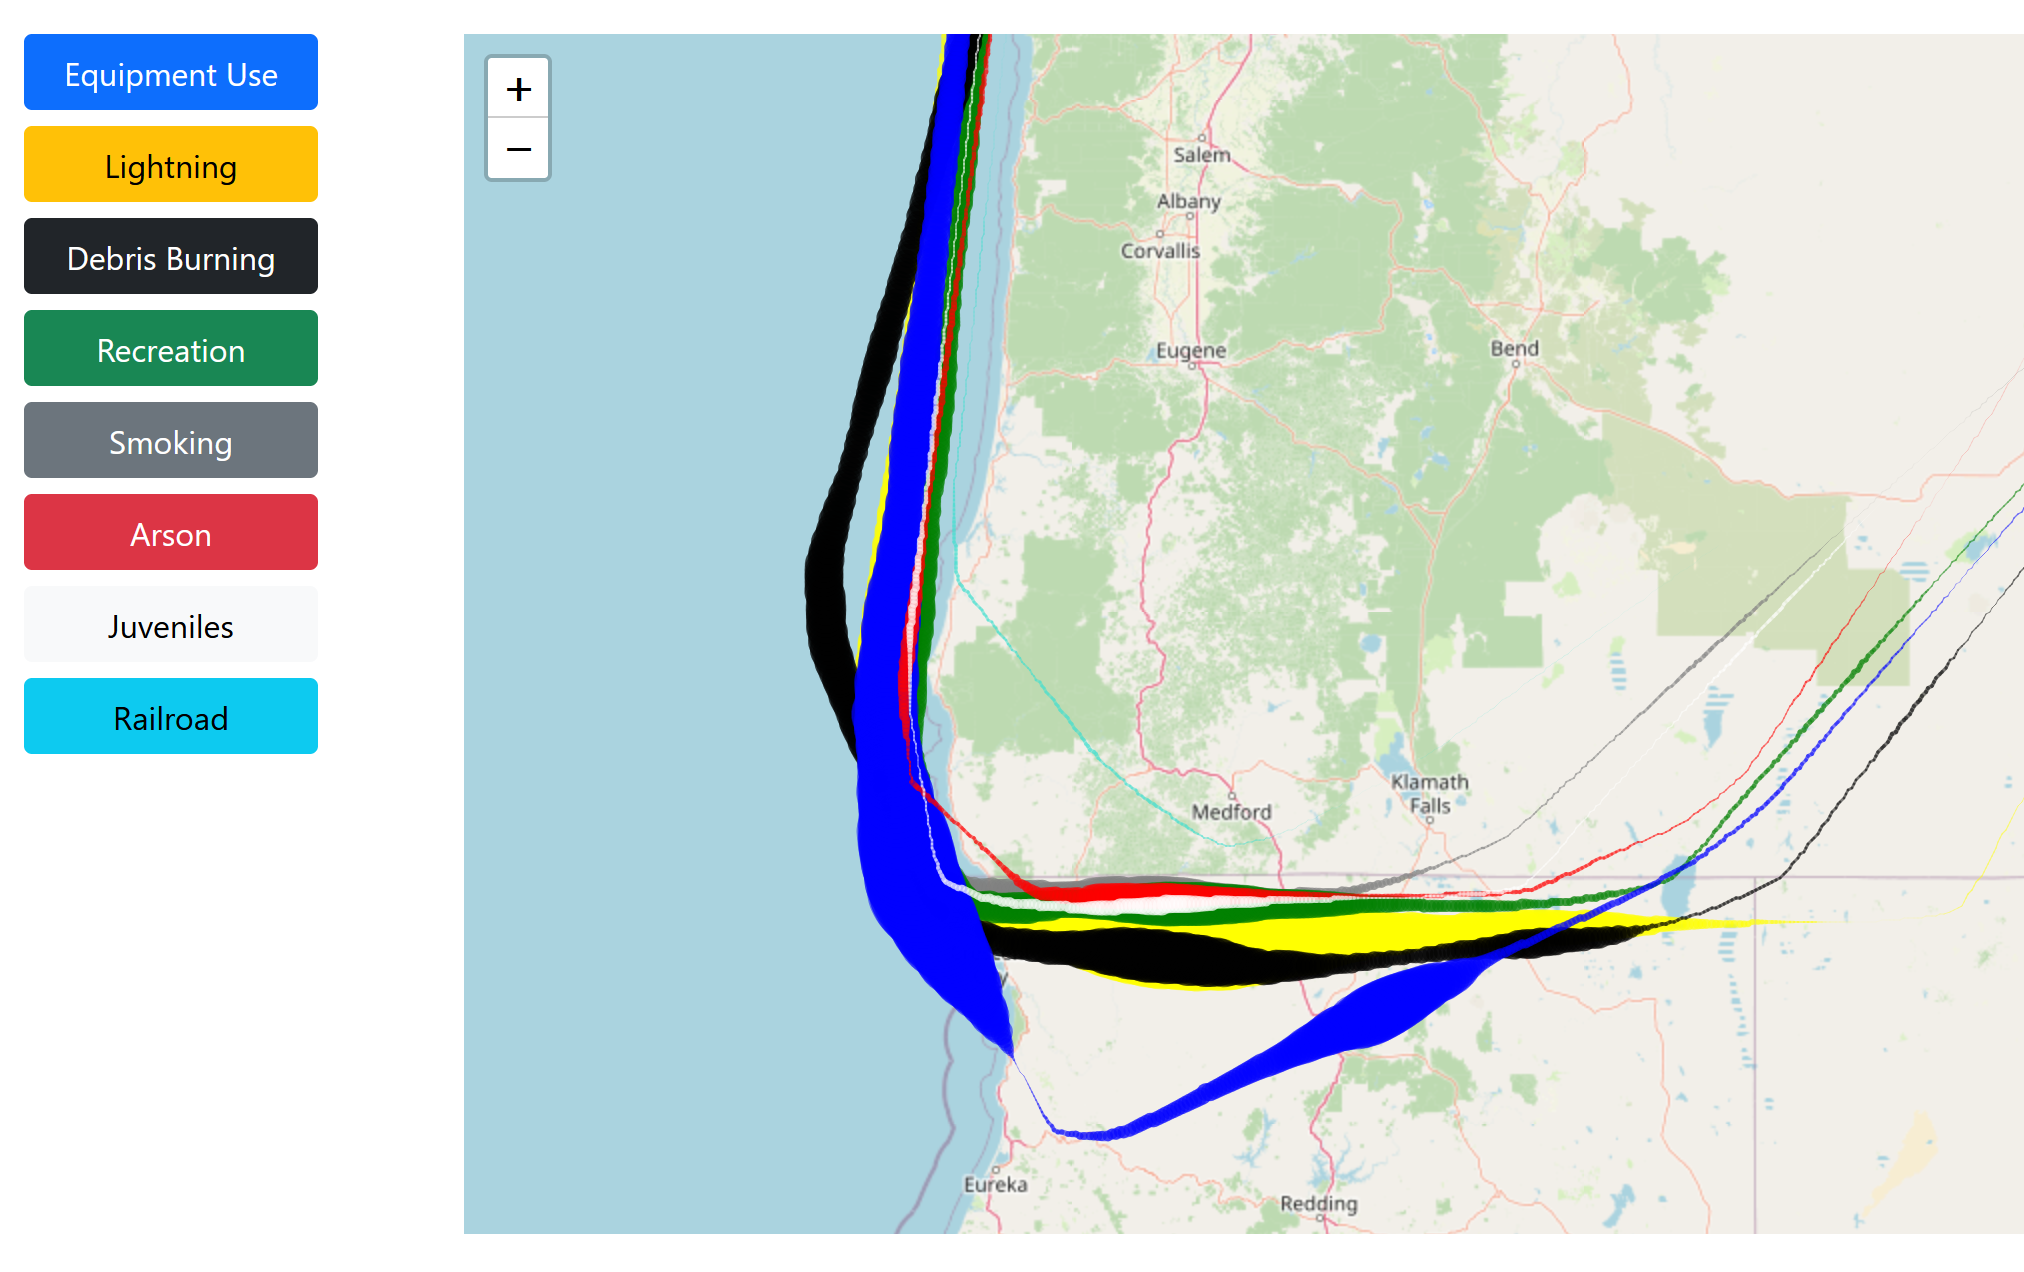 Equipment Use
Lightning
Debris Burning
Recreation
Smoking
Arson
Juveniles
Railroad
+
−
Salem
Albany
Corvallis
Eugene
Bend
Klamath
Falls
Medford
Eureka
Redding